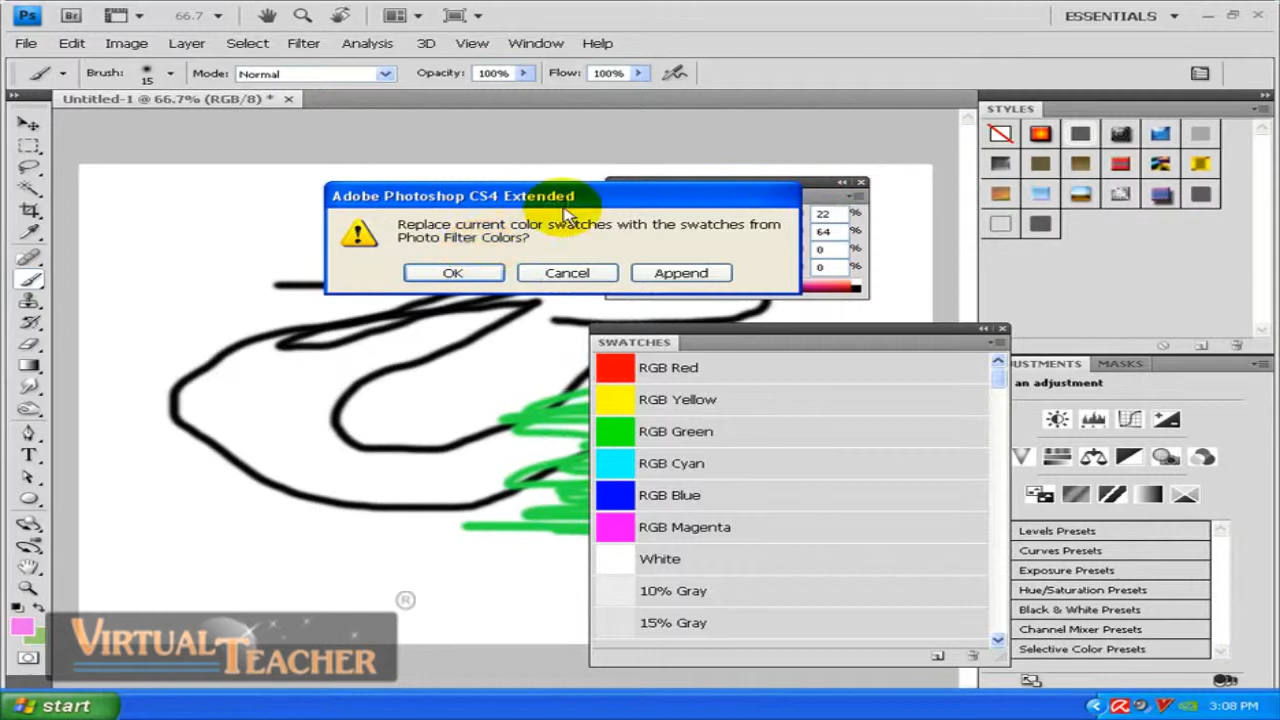 Ps
Br
66.7
ESSENTIALS
File Edit Image Layer Select Filter Analysis 3D View Window Help
Brush: 15 Mode: Normal Opacity: 100% Flow: 100%
Untitled-1 @ 66.7% (RGB/8) *
STYLES
Adobe Photoshop CS4 Extended
Replace current color swatches with the swatches from
Photo Filter Colors?
OK Cancel Append
22 %
64 %
0 %
0 %
SWATCHES
RGB Red
RGB Yellow
RGB Green
RGB Cyan
RGB Blue
RGB Magenta
White
10% Gray
15% Gray
USTMENTS MASKS
an adjustment
Levels Presets
Curves Presets
Exposure Presets
Hue/Saturation Presets
Black & White Presets
Channel Mixer Presets
Selective Color Presets
®
VIRTUAL
TEACHER
start
3:08 PM